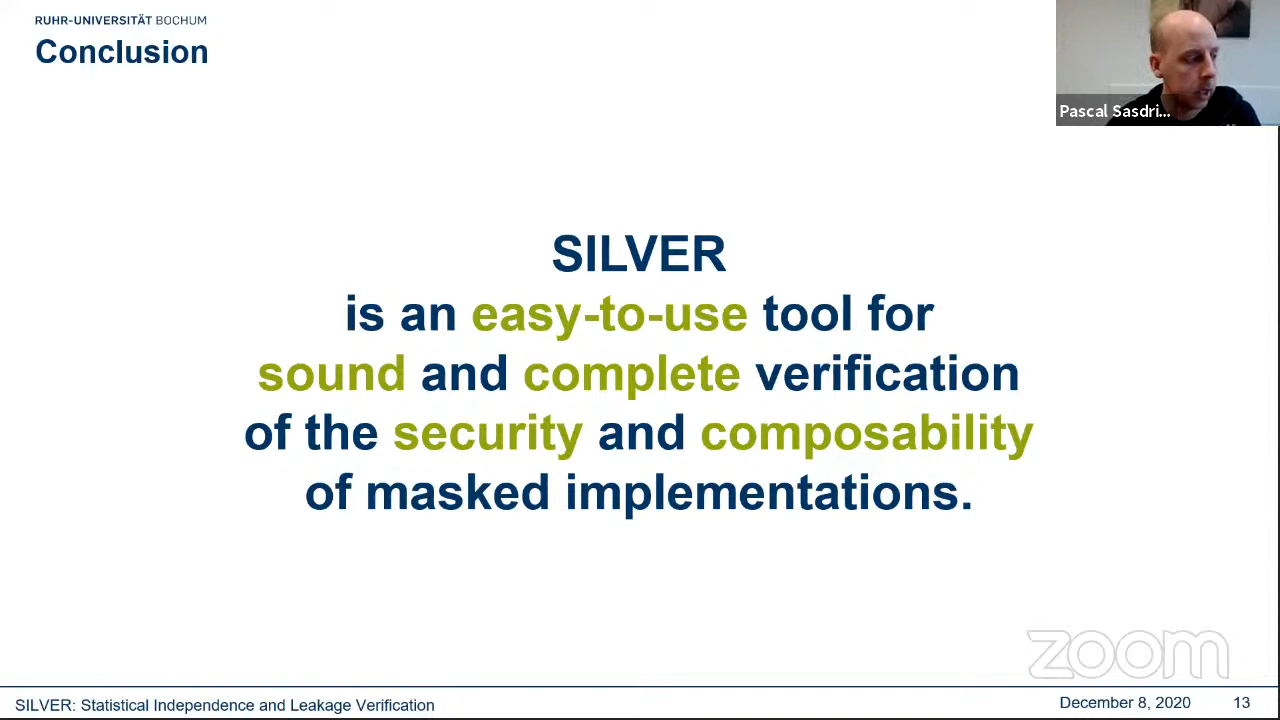 RUHR-UNIVERSITÄT BOCHUM
Conclusion
Pascal Sasdri...
SILVER
is an easy-to-use tool for
sound and complete verification
of the security and composability
of masked implementations.
zoom
SILVER: Statistical Independence and Leakage Verification
December 8, 2020 13